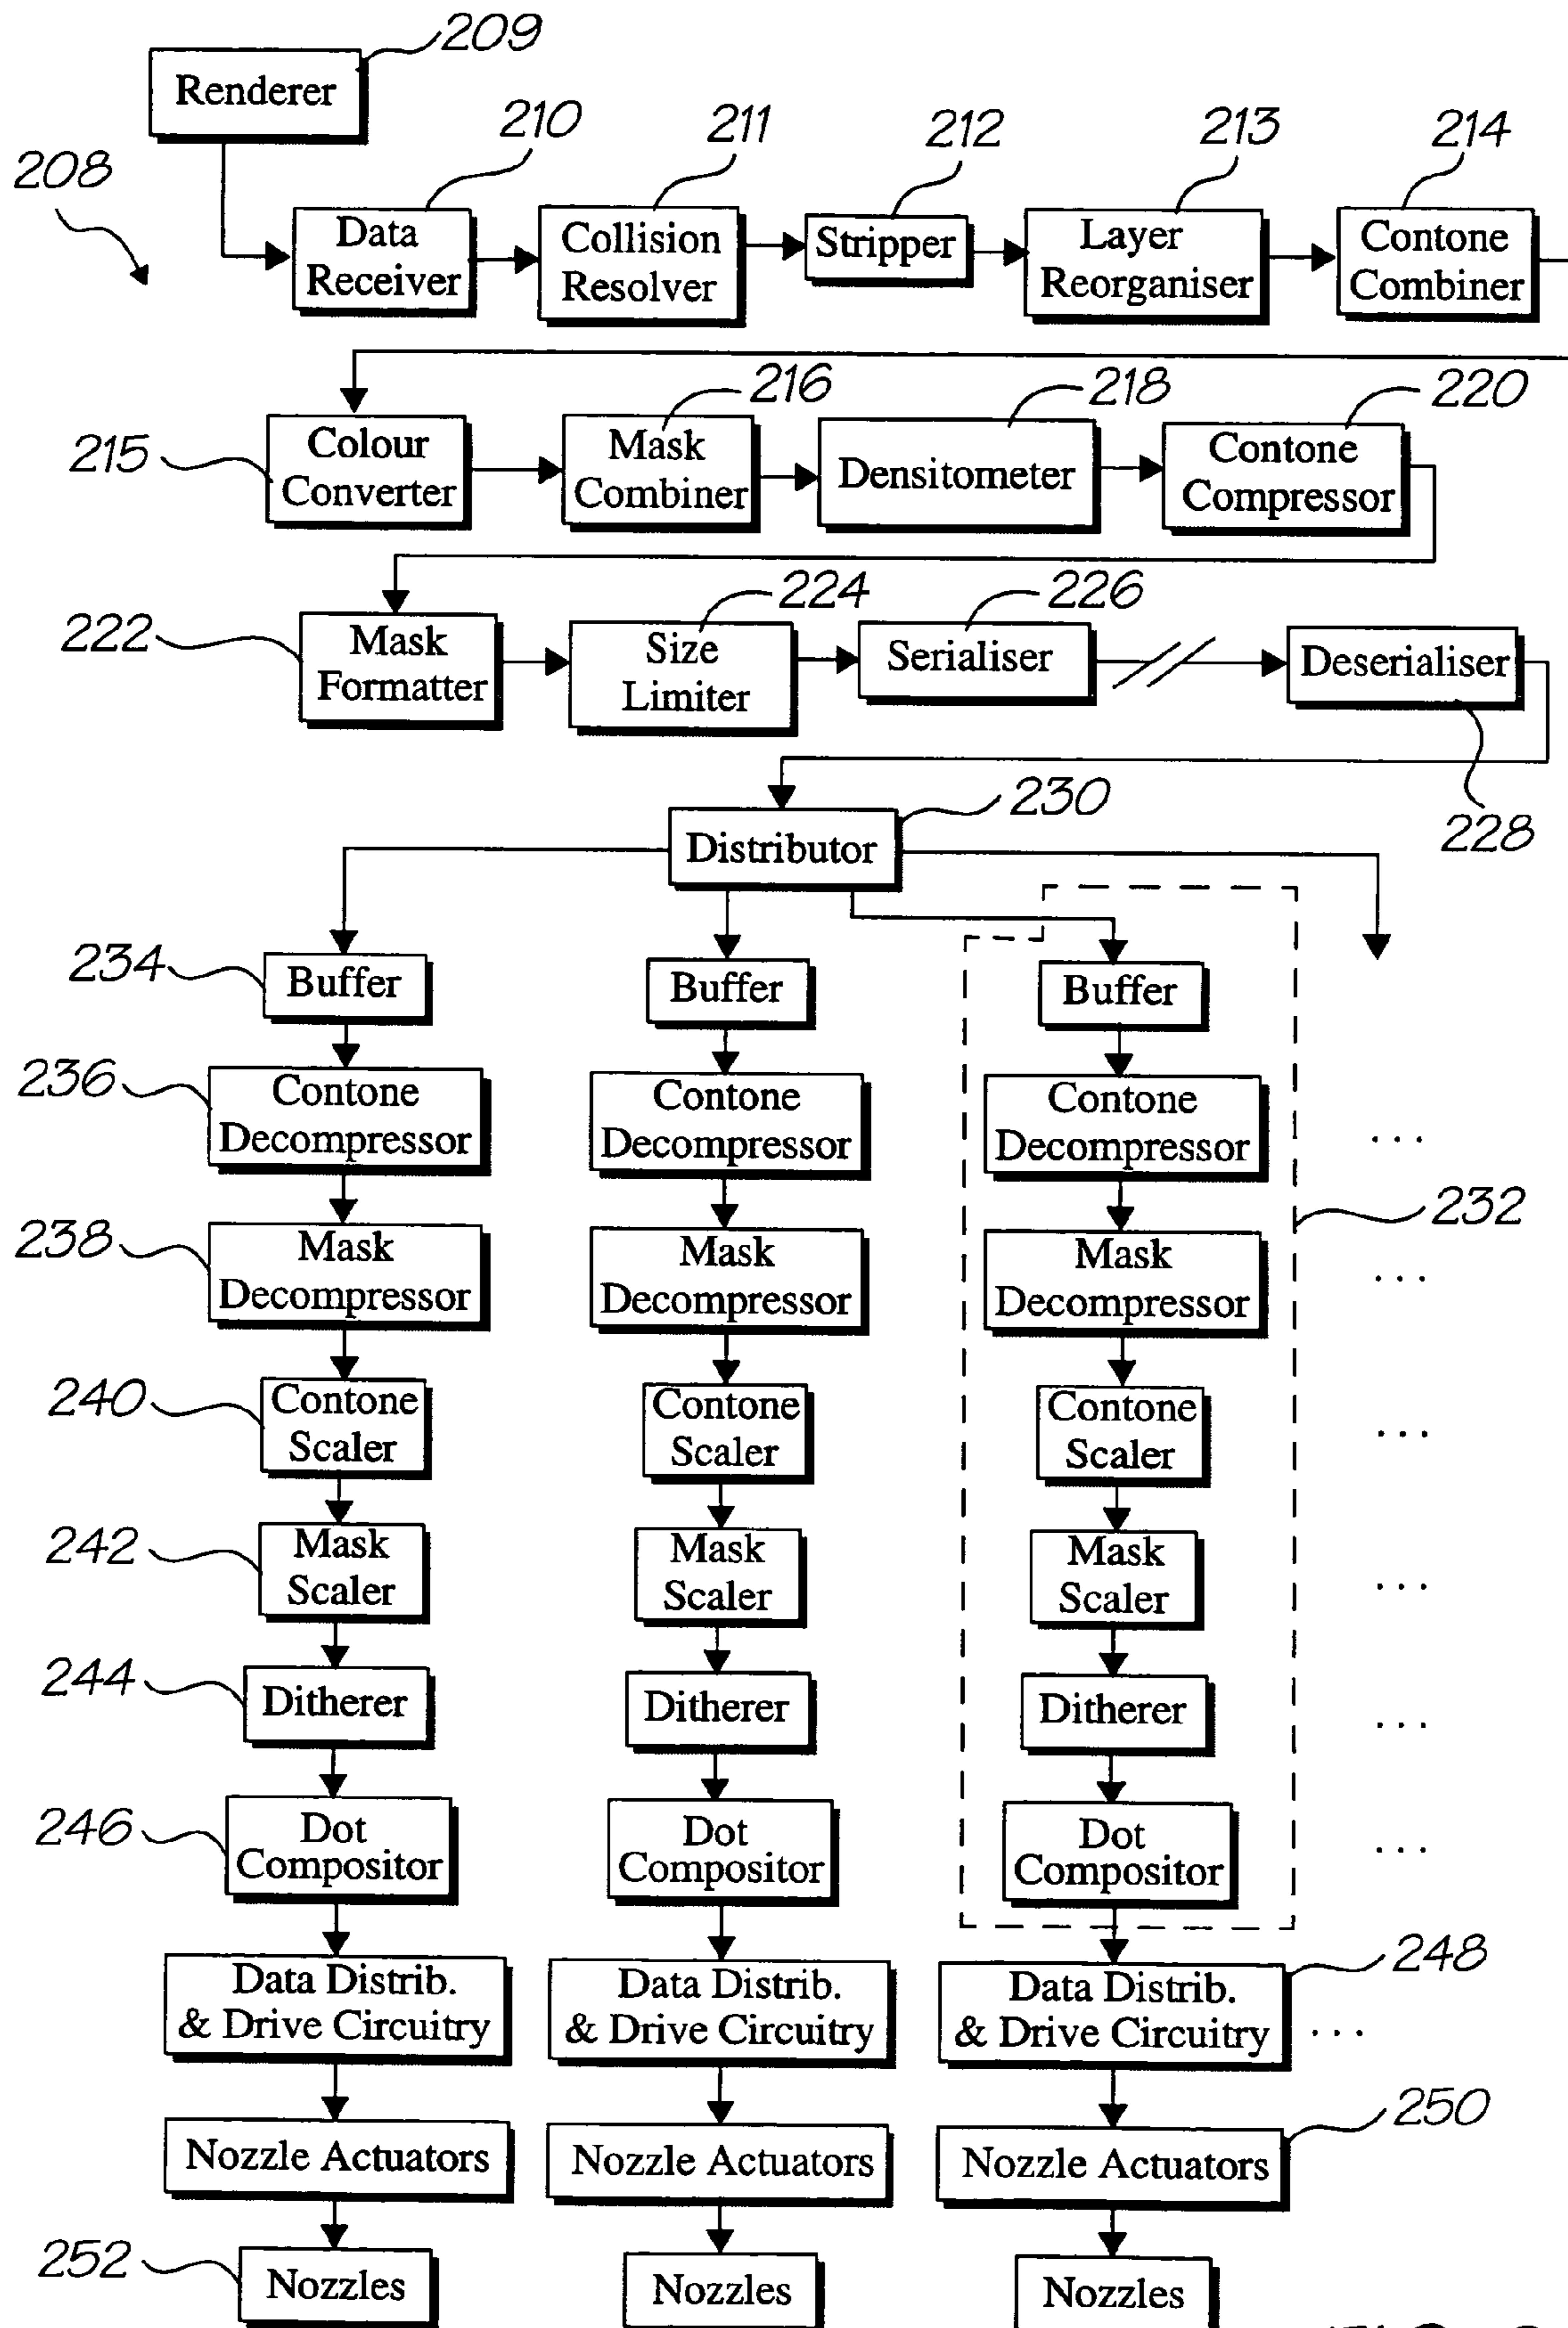 209
Renderer
208
210
211
212
213
214
Data
Receiver
Collision
Resolver
Stripper
Layer
Reorganiser
Contone
Combiner
216
218
220
215
Colour
Converter
Mask
Combiner
Densitometer
Contone
Compressor
224
226
222
Mask
Formatter
Size
Limiter
Serialiser
Deserialiser
228
230
Distributor
234
Buffer
Buffer
Buffer
236
Contone
Decompressor
Contone
Decompressor
Contone
Decompressor
...
232
238
Mask
Decompressor
Mask
Decompressor
Mask
Decompressor
...
240
Contone
Scaler
Contone
Scaler
Contone
Scaler
...
242
Mask
Scaler
Mask
Scaler
Mask
Scaler
...
244
Ditherer
Ditherer
Ditherer
...
246
Dot
Compositor
Dot
Compositor
Dot
Compositor
...
248
Data Distrib.
& Drive Circuitry
Data Distrib.
& Drive Circuitry
Data Distrib.
& Drive Circuitry
...
250
Nozzle Actuators
Nozzle Actuators
Nozzle Actuators
252
Nozzles
Nozzles
Nozzles